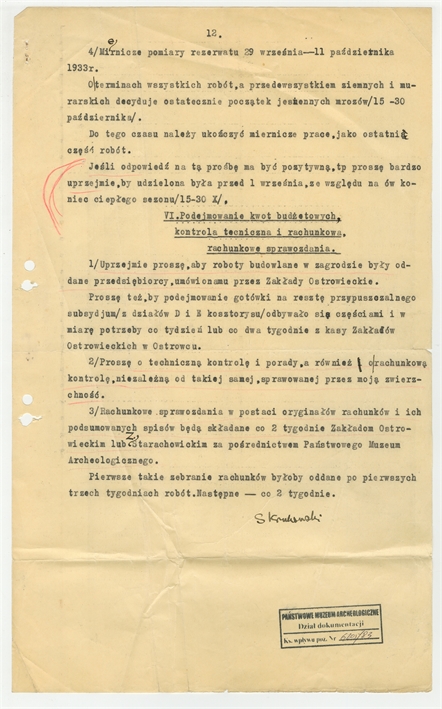 12.
4/Miernicze pomiary rezerwatu 29 września—11 października
1933r.
O terminach wszystkich robót,a przedewszystkiem ziemnych i mu-
rarskich decyduje ostatecznie początek jesiennych mrozów/15 -30
października/.
Do tego czasu należy ukończyć miernicze prace,jako ostatnią
część robót.
Jeśli odpowiedź na tą prośbę ma być pozytywną,tp proszę bardzo
uprzejmie,by udzielona była przed 1 września,ze względu na ów ko-
niec ciepłego sezonu/15-30 X/,
VI.Podejmowanie kwot budżetowych,
kontrola teczniczna i rachunkowa,
rachunkowe sprawozdania.
1/Uprzejmie proszę,aby roboty budowlane w zagrodzie były od-
dane przedsiębiorcy,umówionamu przez Zakłady Ostrowieckie.
Proszę też,by podejmowanie gotówki na resztę przypuszozalnego
subsydjum/z działów D i E kosztorysu/odbywało się częściami i w
miarę potrzeby co tydzień lub co dwa tygodnie z kasy Zakładów
Ostrowieckich w Ostrowcu.
2/Proszę o techniczną kontrolę i porady,a również o rachunkową
kontrolę,niezależną od takiej samej,sprawowanej przez moją zwierz-
chność.
3/Rachunkowe sprawozdania w postaci oryginałów rachunków i ich
podsumowanych spisów będą składane co 2 tygodnie Zakładom Ostro-
wieckim lub Starachowickim za pośrednictwem Państwowego Muzeum
Archeologicznego.
Pierwsze takie zebranie rachunków byłoby oddane po pierwszych
trzech tygodniach robót.Następne — co 2 tygodnie.
S Krukowski
PAŃSTWOWE MUZEUM ARCHEOLOGICZNE
Dział dokumentacji
Ks. wpływu poz. Nr